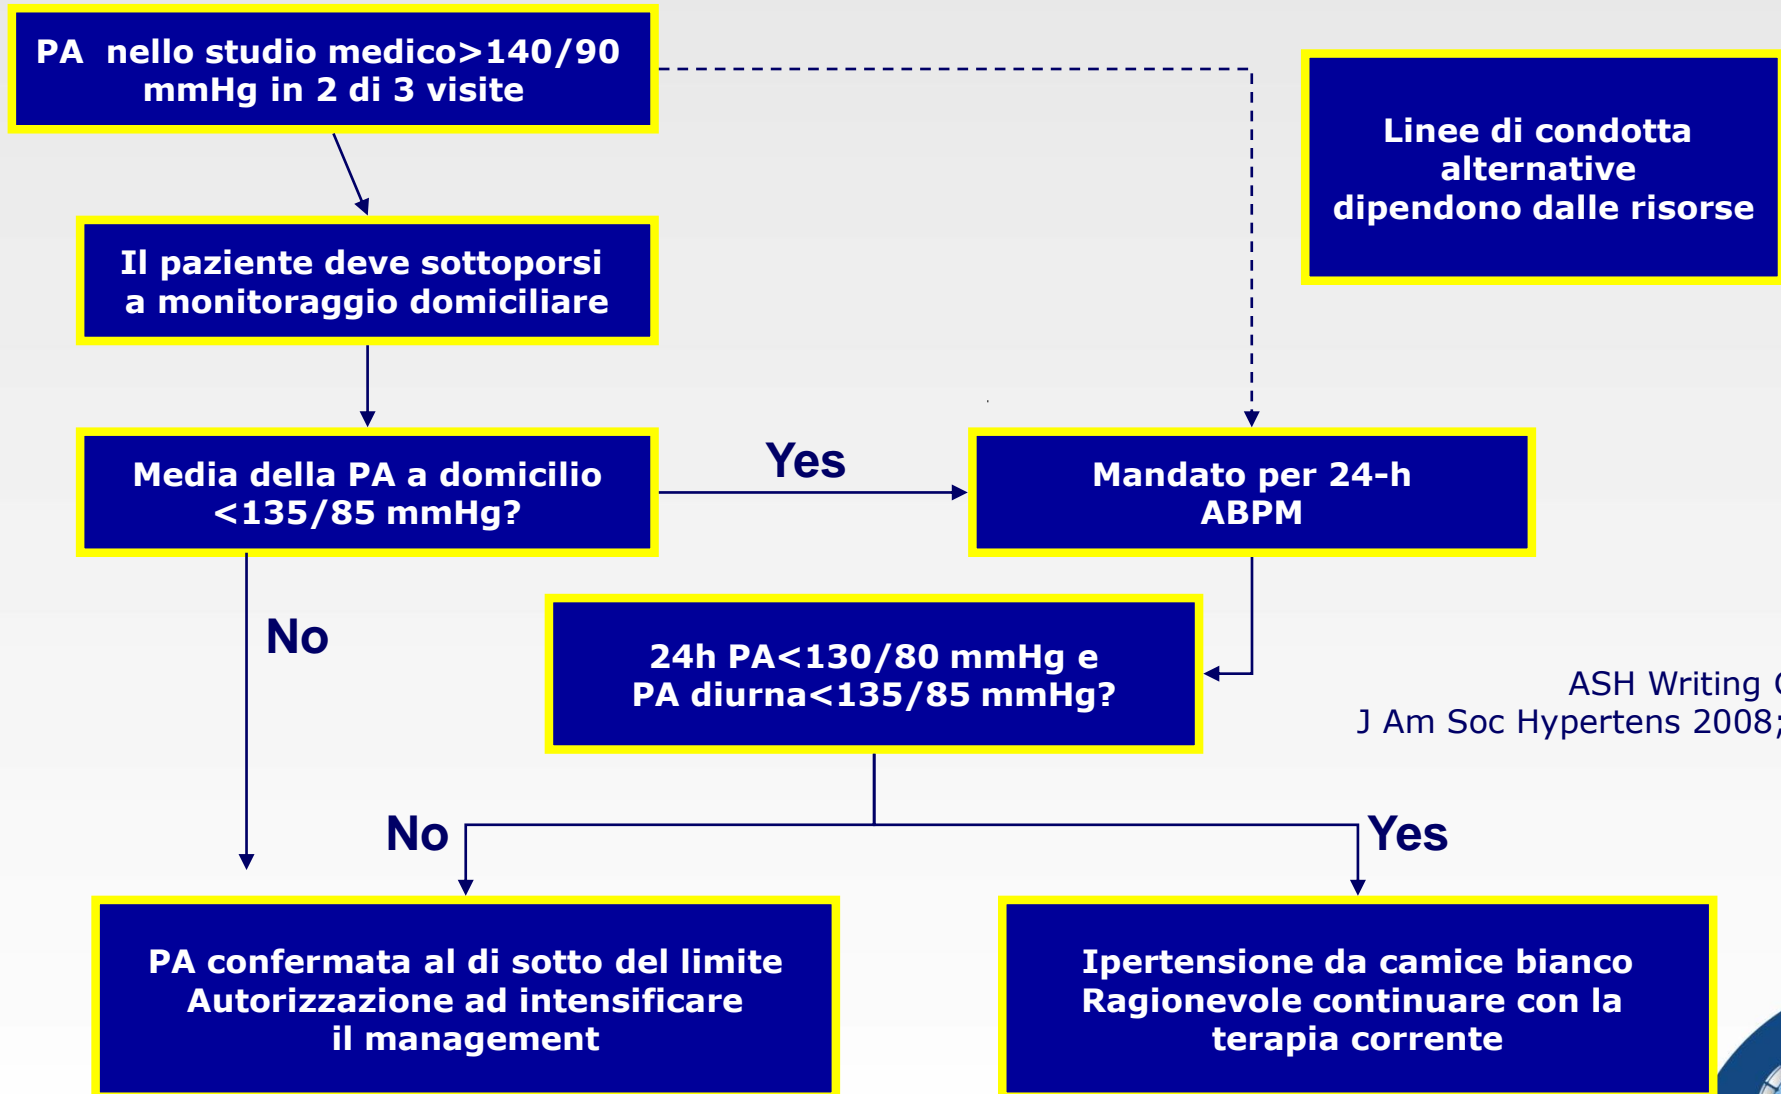 PA nello studio medico>140/90
mmHg in 2 di 3 visite
Linee di condotta
alternative
dipendono dalle risorse
Il paziente deve sottoporsi
a monitoraggio domiciliare
Media della PA a domicilio
<135/85 mmHg?
Yes
Mandato per 24-h
ABPM
No
24h PA<130/80 mmHg e
PA diurna<135/85 mmHg?
ASH Writing
J Am Soc Hypertens 2008;
No
Yes
PA confermata al di sotto del limite
Autorizzazione ad intensificare
il management
Ipertensione da camice bianco
Ragionevole continuare con la
terapia corrente